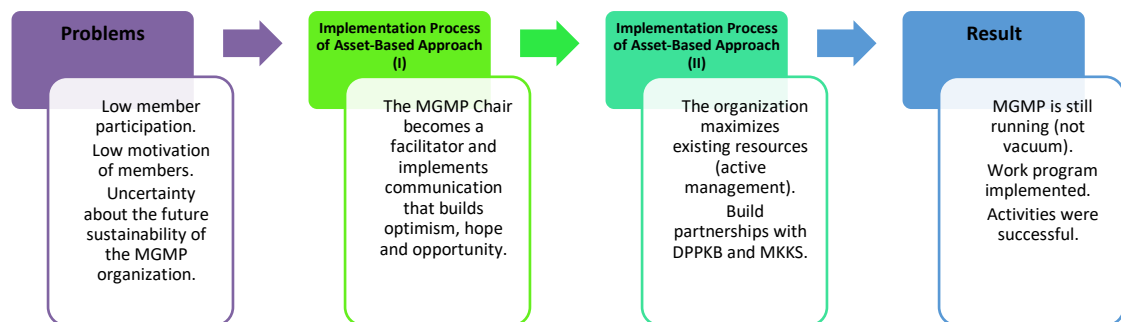 Problems
Low member
participation.
Low motivation
of members.
Uncertainty
about the future
sustainability of
the MGMP
organization.
Implementation Process
of Asset-Based Approach
(I)
The MGMP Chair
becomes a
facilitator and
implements
communication
that builds
optimism, hope
and opportunity.
Implementation Process
of Asset-Based Approach
(II)
The organization
maximizes
existing resources
(active
management).
Build
partnerships with
DPPKB and MKKS.
Result
MGMP is still
running (not
vacuum).
Work program
implemented.
Activities were
successful.